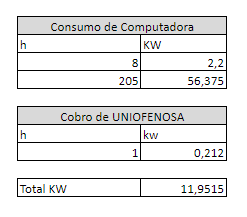 Consumo de Computadora
h KW
8 2,2
205 56,375
Cobro de UNIOFENOSA
h kw
1 0,212
Total KW 11,9515